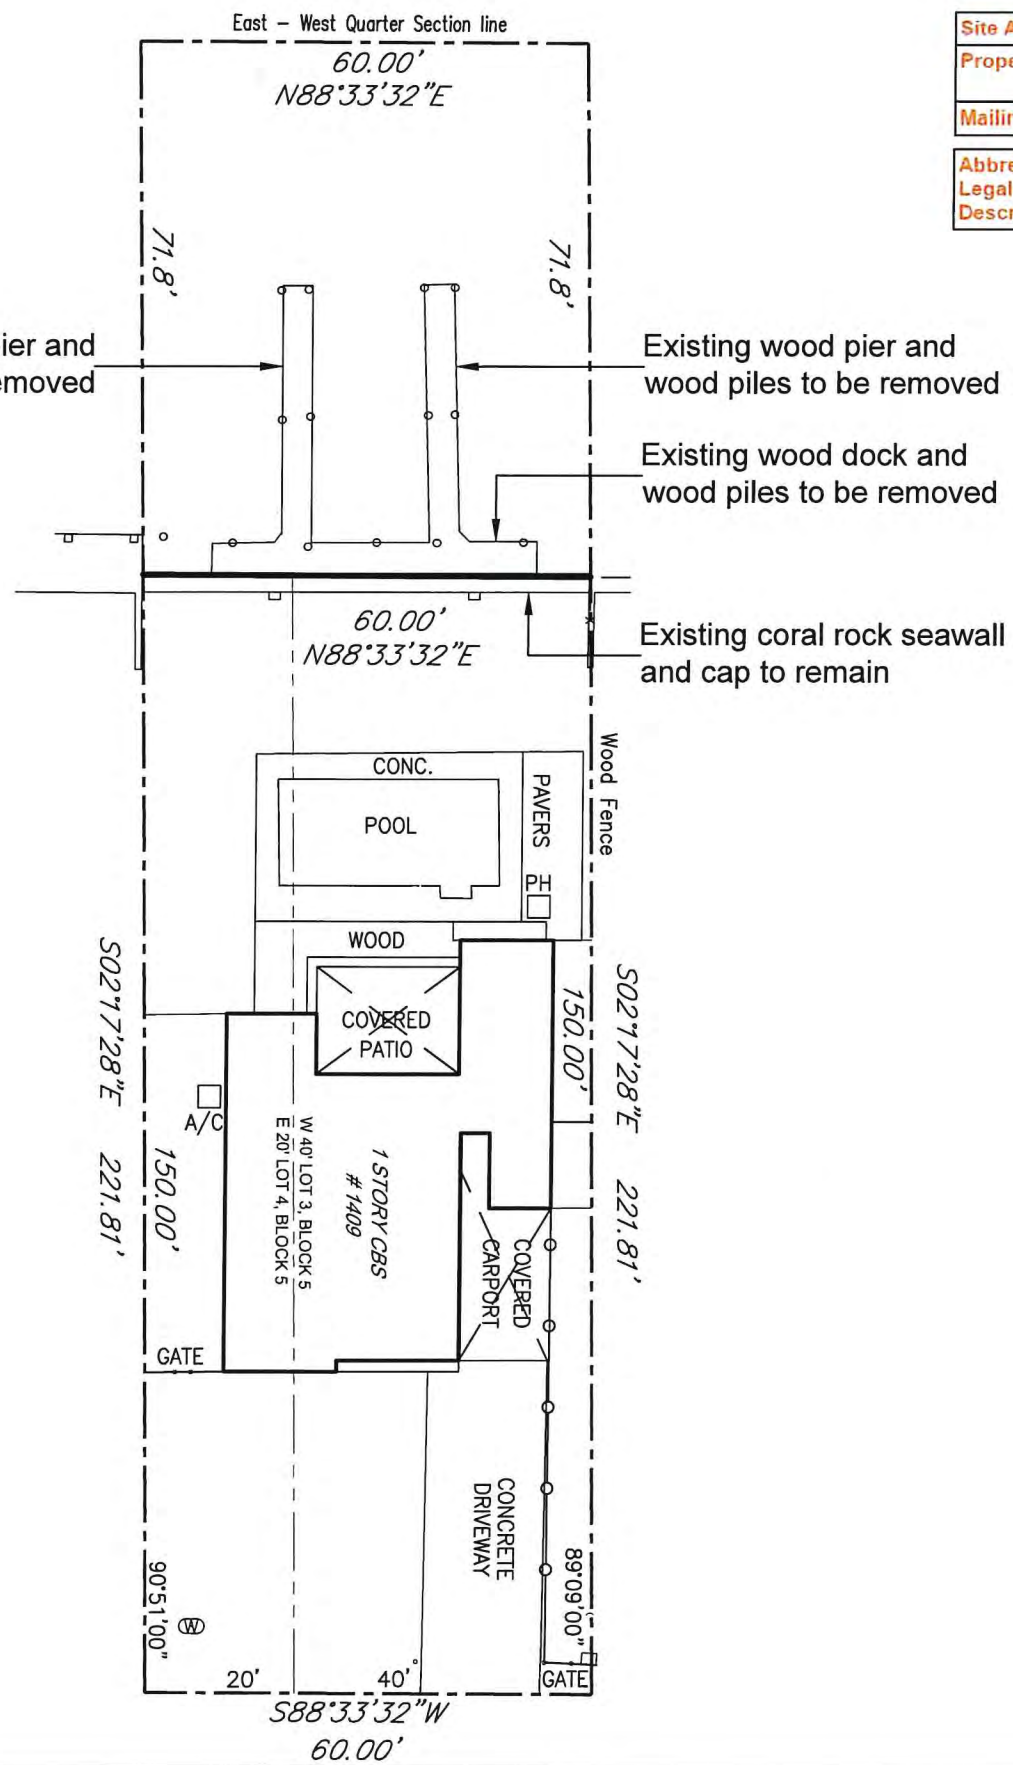 East – West Quarter Section line
60.00'
N88°33'32"E
Site A
Prope
Mailin
Abbre
Legal
Descr
71.8'
71.8'
ier and
emoved
Existing wood pier and
wood piles to be removed
Existing wood dock and
wood piles to be removed
60.00'
N88°33'32"E
Existing coral rock seawall
and cap to remain
Wood Fence
CONC.
POOL
PAVERS
PH
WOOD
COVERED
PATIO
150.00'
S02°17'28"E 221.81'
S02°17'28"E 221.81'
A/C
150.00'
W 40' LOT 3, BLOCK 5
E 20' LOT 4, BLOCK 5
1 STORY CBS
# 1409
COVERED
CARPORT
GATE
CONCRETE
DRIVEWAY
90°51'00"
W
89°09'00"
20'
40'
GATE
S88°33'32"W
60.00'